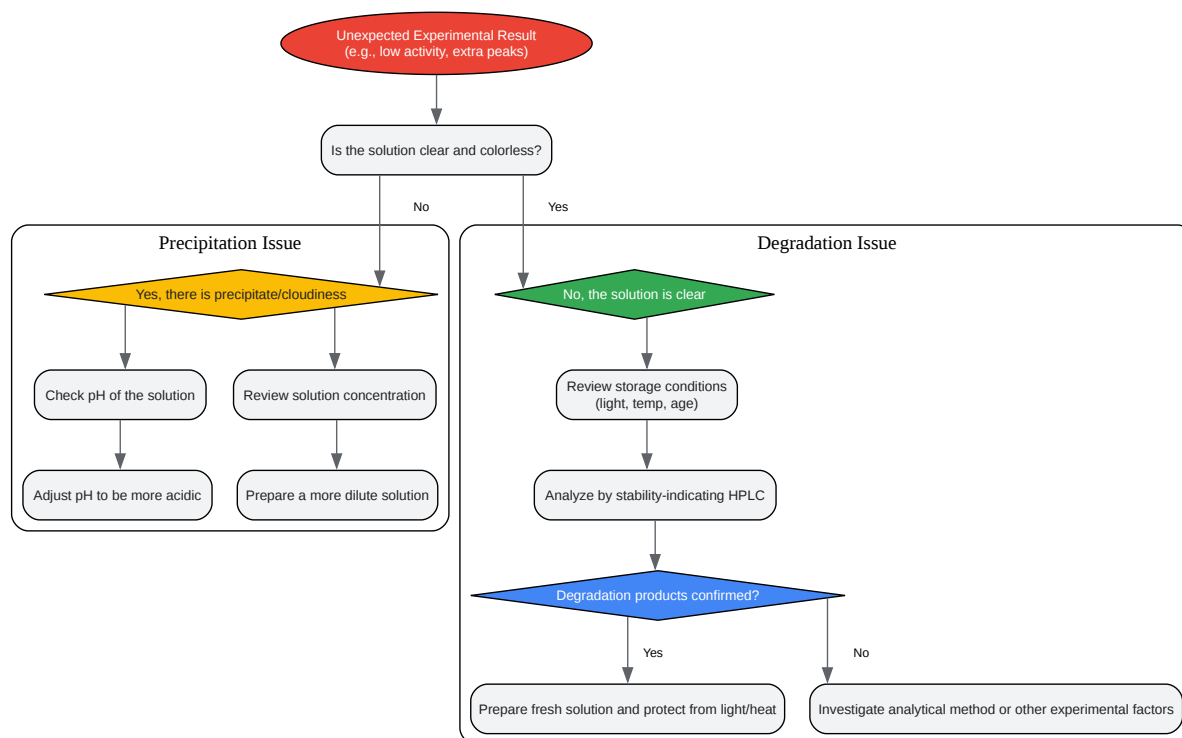 Unexpected Experimental Result
(e.g., low activity, extra peaks)
Is the solution clear and colorless?
No
Yes
Precipitation Issue
Yes, there is precipitate/cloudiness
Check pH of the solution
Review solution concentration
Adjust pH to be more acidic
Prepare a more dilute solution
Degradation Issue
No, the solution is clear
Review storage conditions
(light, temp, age)
Analyze by stability-indicating HPLC
Degradation products confirmed?
Yes
No
Prepare fresh solution and protect from light/heat
Investigate analytical method or other experimental factors